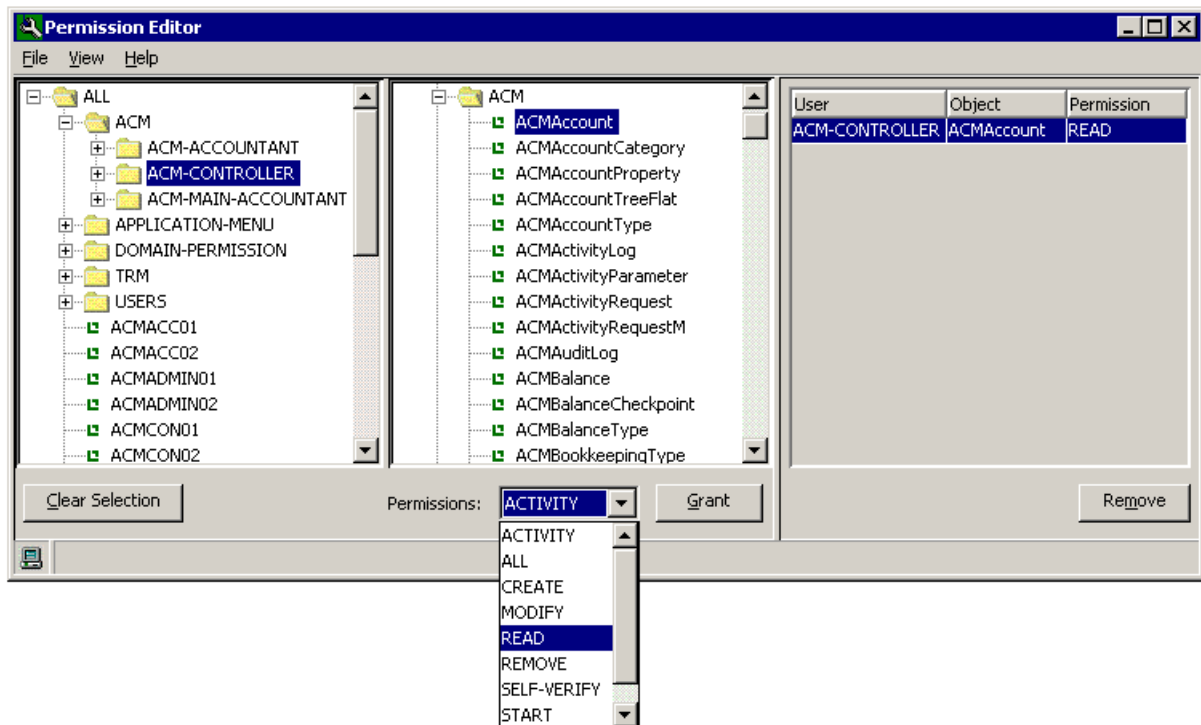 Permission Editor
File View Help
ALL
ACM
ACM-ACCOUNTANT
ACM-CONTROLLER
ACM-MAIN-ACCOUNTANT
APPLICATION-MENU
DOMAIN-PERMISSION
TRM
USERS
ACMACC01
ACMACC02
ACMADMIN01
ACMADMIN02
ACMCON01
ACMCON02
ACM
ACMAccount
ACMAccountCategory
ACMAccountProperty
ACMAccountTreeFlat
ACMAccountType
ACMActivityLog
ACMActivityParameter
ACMActivityRequest
ACMActivityRequestM
ACMAuditLog
ACMBalance
ACMBalanceCheckpoint
ACMBalanceType
ACMBookkeepingType
User Object Permission
ACM-CONTROLLER ACMAccount READ
Clear Selection
Permissions: ACTIVITY
Grant
Remove
ACTIVITY
ALL
CREATE
MODIFY
READ
REMOVE
SELF-VERIFY
START